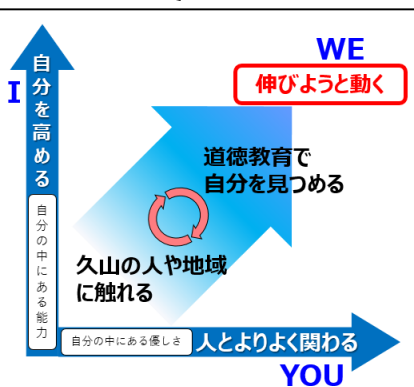 WE
伸びようと動く
I
自分を高める
自分の中にある能力
道徳教育で
自分を見つめる
久山の人や地域
に触れる
自分の中にある優しさ
人とよりよく関わる
YOU